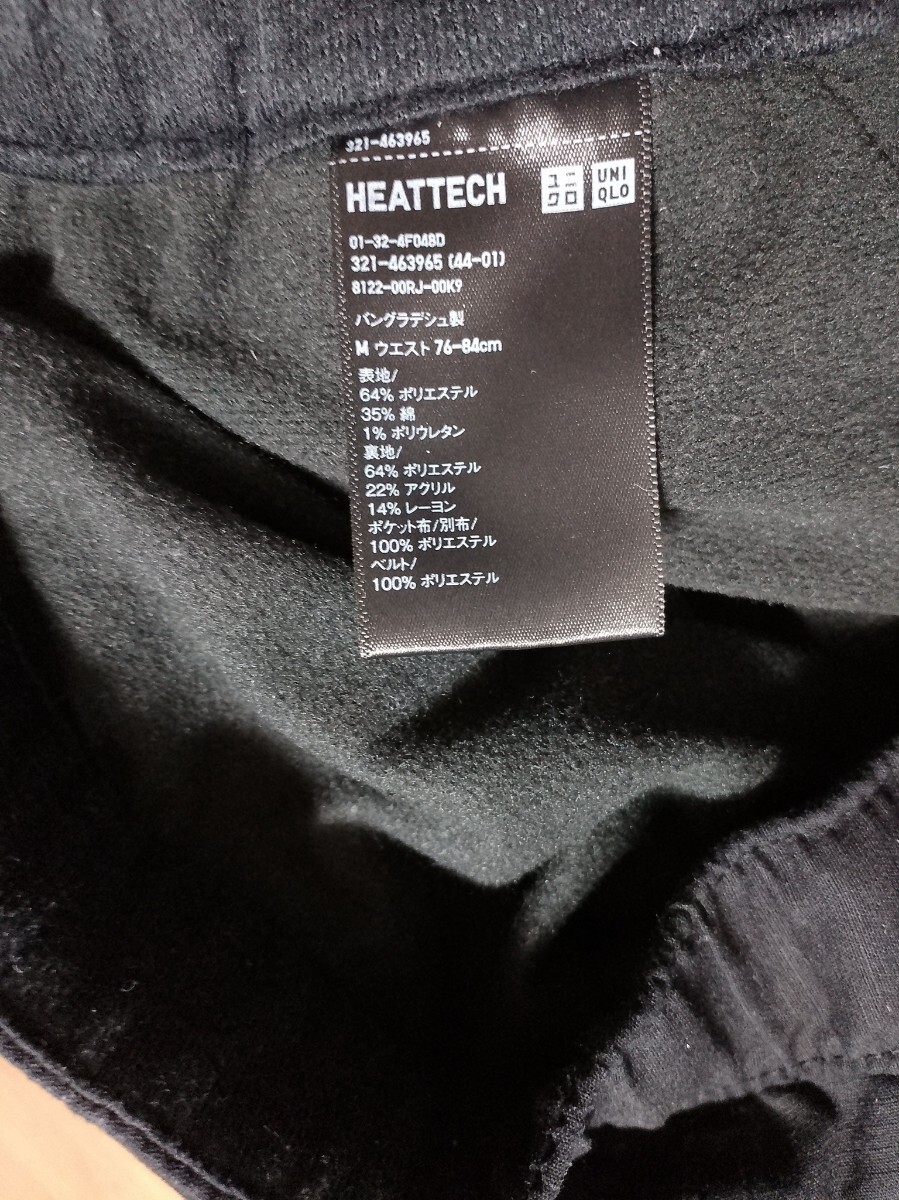 321-463965
HEATTECH ユニクロ UNIQLO
01-32-4F048D
321-463965 (44-01)
8122-00RJ-00K9
バングラデシュ製
M ウエスト 76-84cm
表地/
64% ポリエステル
35% 綿
1% ポリウレタン
裏地/
64% ポリエステル
22% アクリル
14% レーヨン
ポケット布/別布/
100% ポリエステル
ベルト/
100% ポリエステル